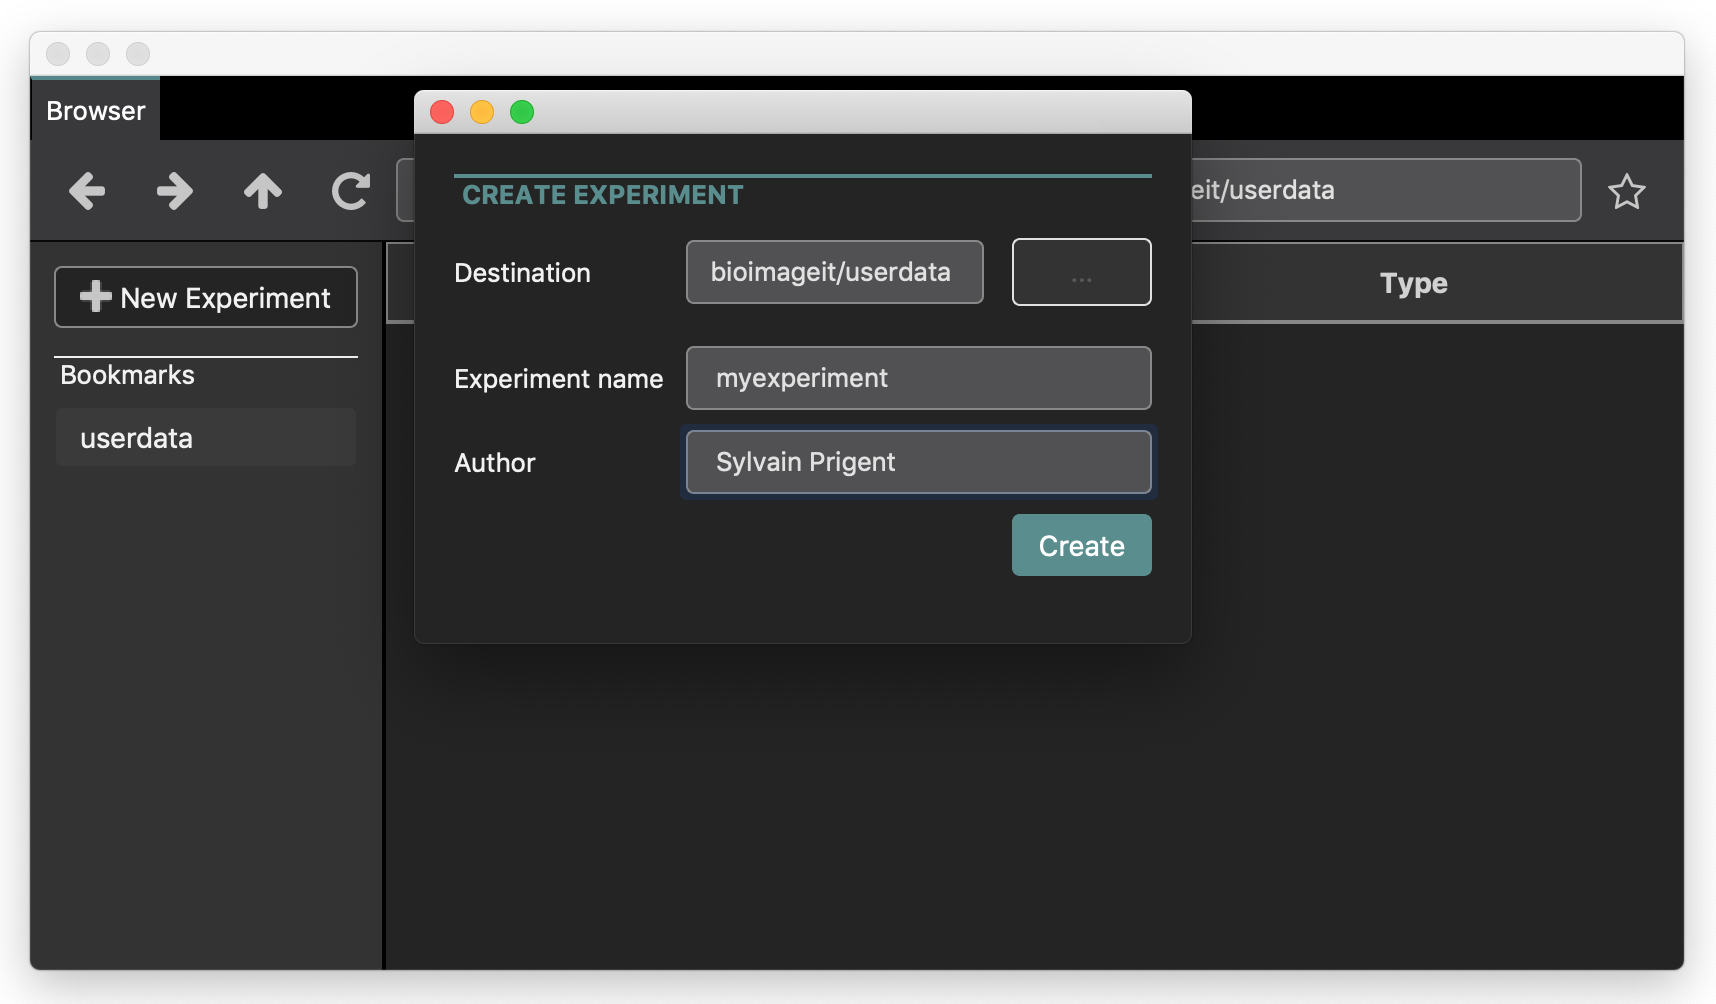 Browser
eit/userdata
New Experiment
Bookmarks
userdata
Type
CREATE EXPERIMENT
Destination
bioimageit/userdata
...
Experiment name
myexperiment
Author
Sylvain Prigent
Create